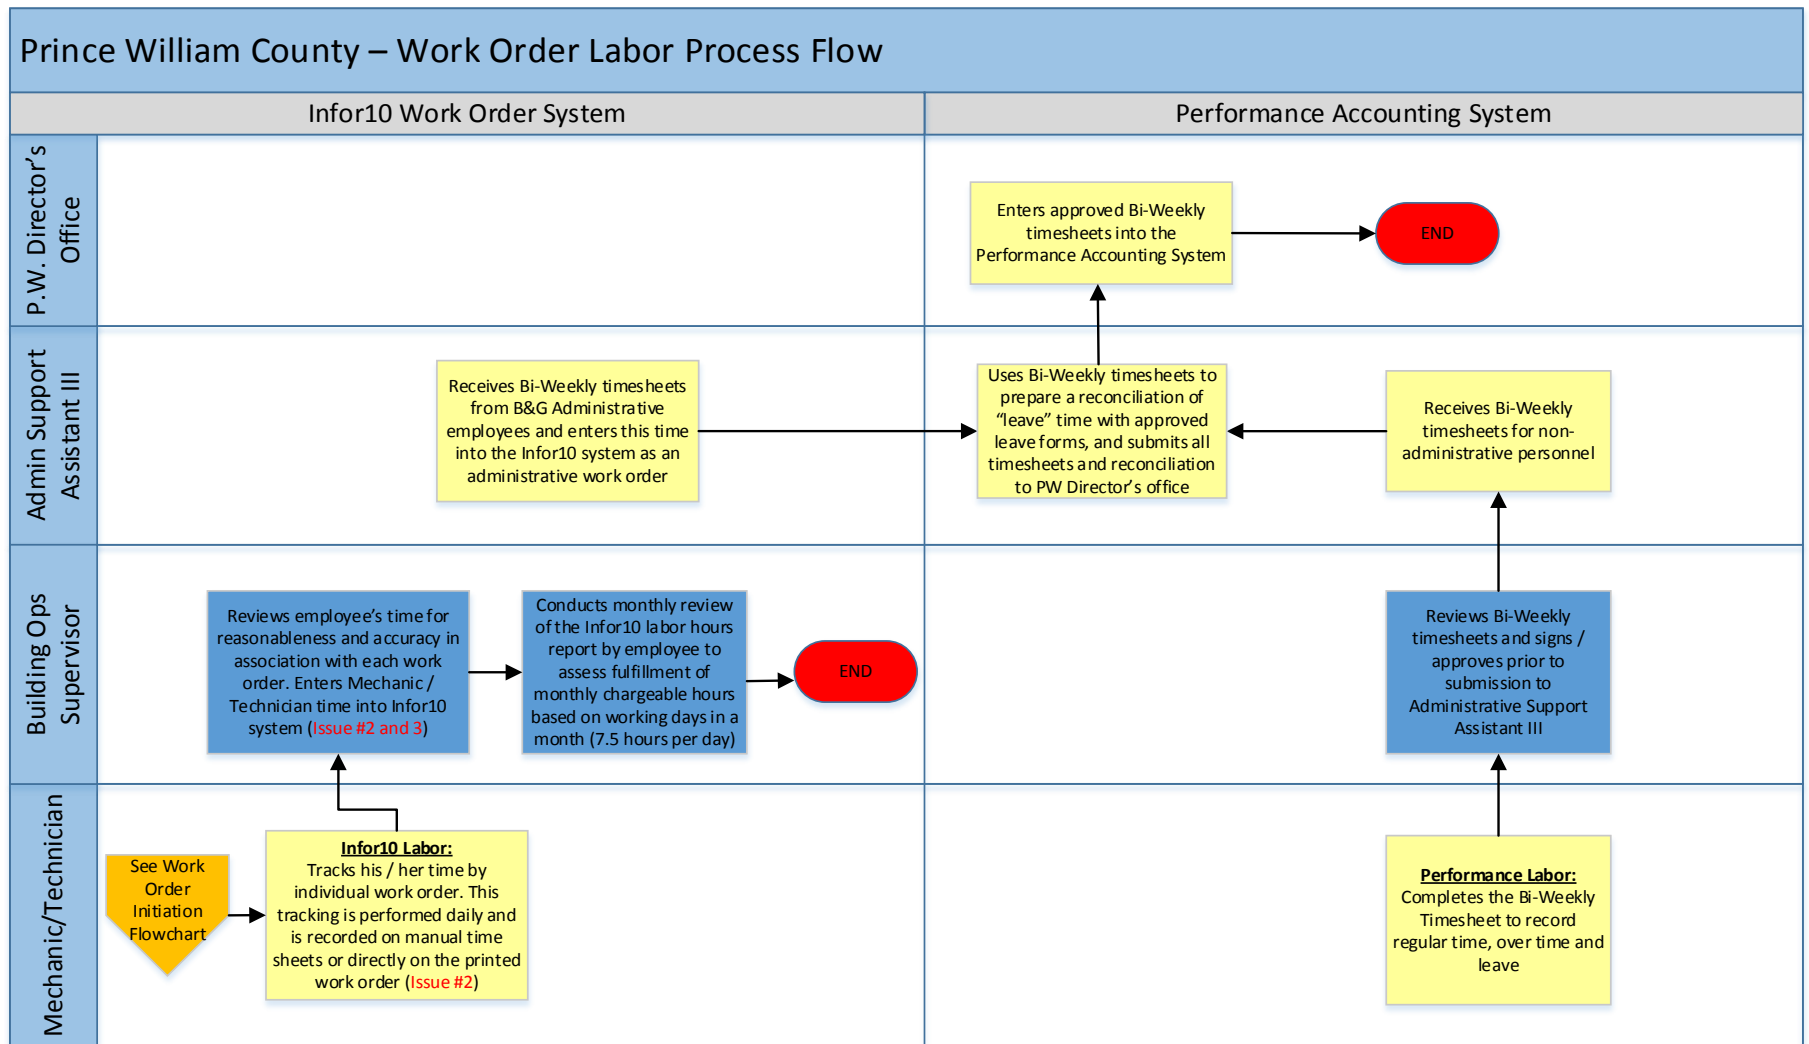 Prince William County – Work Order Labor Process Flow
Infor10 Work Order System
Performance Accounting System
P.W. Director's
Office
Enters approved Bi-Weekly
timesheets into the
Performance Accounting System
END
Admin Support
Assistant III
Receives Bi-Weekly timesheets
from B&G Administrative
employees and enters this time
into the Infor10 system as an
administrative work order
Uses Bi-Weekly timesheets to
prepare a reconciliation of
“leave” time with approved
leave forms, and submits all
timesheets and reconciliation
to PW Director's office
Receives Bi-Weekly
timesheets for non-
administrative personnel
Building Ops
Supervisor
Reviews employee's time for
reasonableness and accuracy in
association with each work
order. Enters Mechanic /
Technician time into Infor10
system (Issue #2 and 3)
Conducts monthly review
of the Infor10 labor hours
report by employee to
assess fulfillment of
monthly chargeable hours
based on working days in a
month (7.5 hours per day)
END
Reviews Bi-Weekly
timesheets and signs /
approves prior to
submission to
Administrative Support
Assistant III
Mechanic/Technician
See Work
Order
Initiation
Flowchart
Infor10 Labor:
Tracks his / her time by
individual work order. This
tracking is performed daily and
is recorded on manual time
sheets or directly on the printed
work order (Issue #2)
Performance Labor:
Completes the Bi-Weekly
Timesheet to record
regular time, over time and
leave